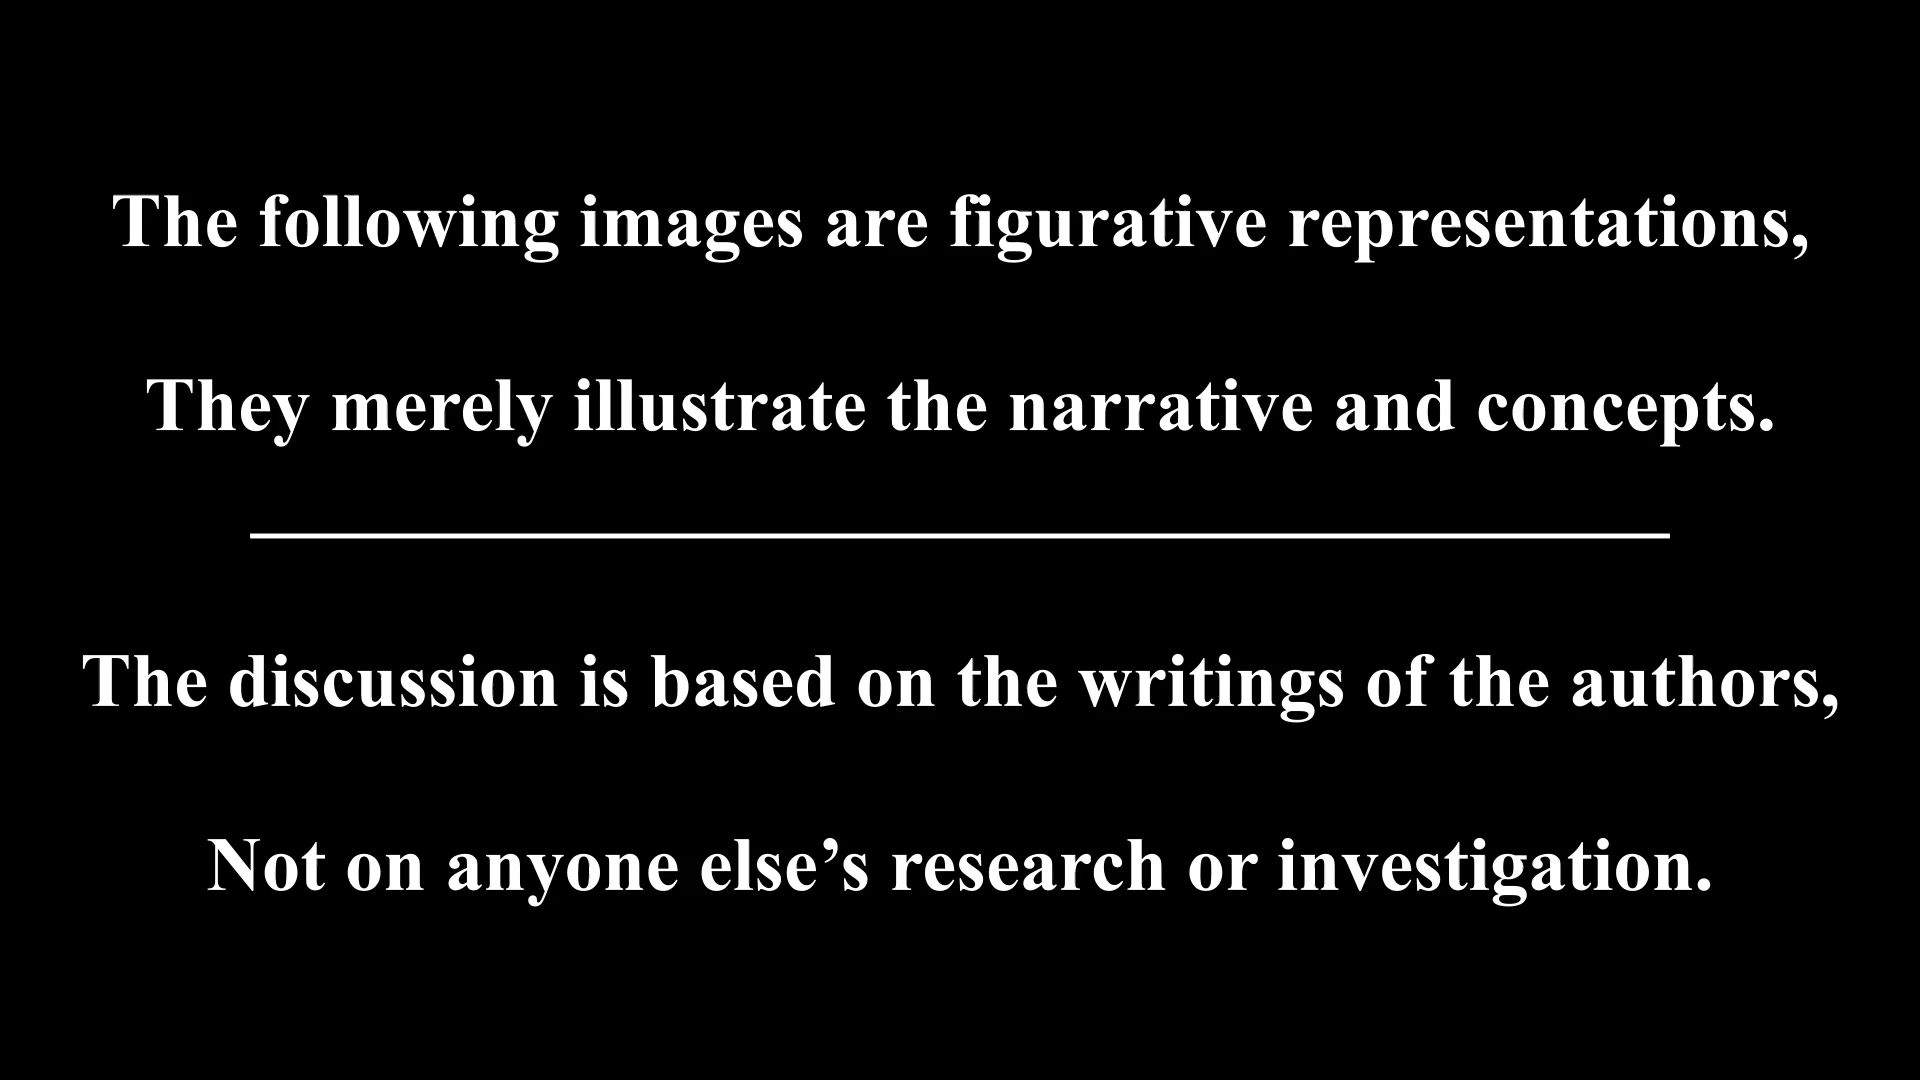 The following images are figurative representations,
They merely illustrate the narrative and concepts.
The discussion is based on the writings of the authors,
Not on anyone else’s research or investigation.